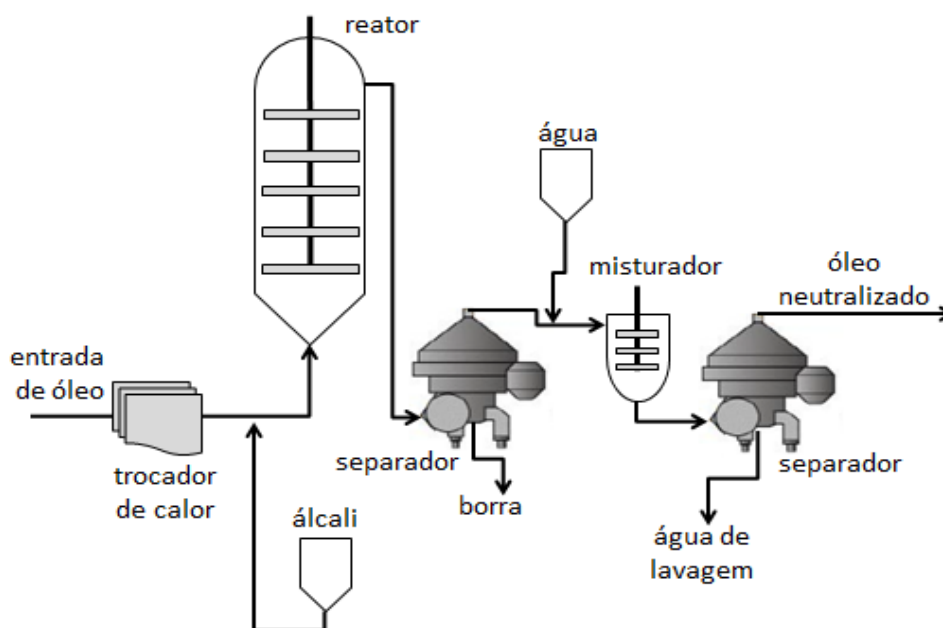 reator
água
misturador
óleo
neutralizado
entrada
de óleo
trocador
de calor
álcali
separador
borra
separador
água de
lavagem